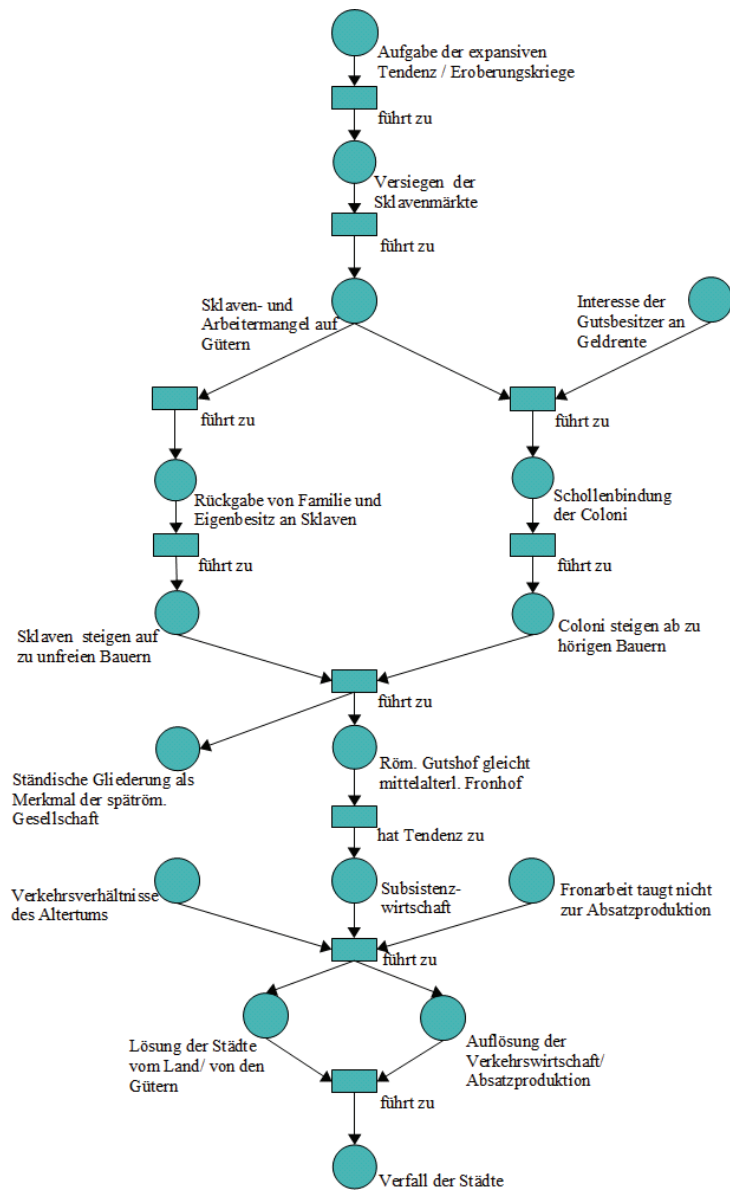 Aufgabe der expansiven
Tendenz / Eroberungskriege
führt zu
Versiegen der
Sklavenmärkte
führt zu
Sklaven- und
Arbeitermangel auf
Gütern
Interesse der
Gutsbesitzer an
Geldrente
führt zu
führt zu
Rückgabe von Familie und
Eigenbesitz an Sklaven
Schollenbindung
der Coloni
führt zu
führt zu
Sklaven steigen auf
zu unfreien Bauern
Coloni steigen ab zu
hörigen Bauern
führt zu
Ständische Gliederung als
Merkmal der spätröm.
Gesellschaft
Röm. Gutshof gleicht
mittelalterl. Fronhof
hat Tendenz zu
Verkehrsverhältnisse
des Altertums
Subsistenz-
wirtschaft
Fronarbeit taugt nicht
zur Absatzproduktion
führt zu
Lösung der Städte
vom Land/ von den
Gütern
Auflösung der
Verkehrswirtschaft/
Absatzproduktion
führt zu
Verfall der Städte